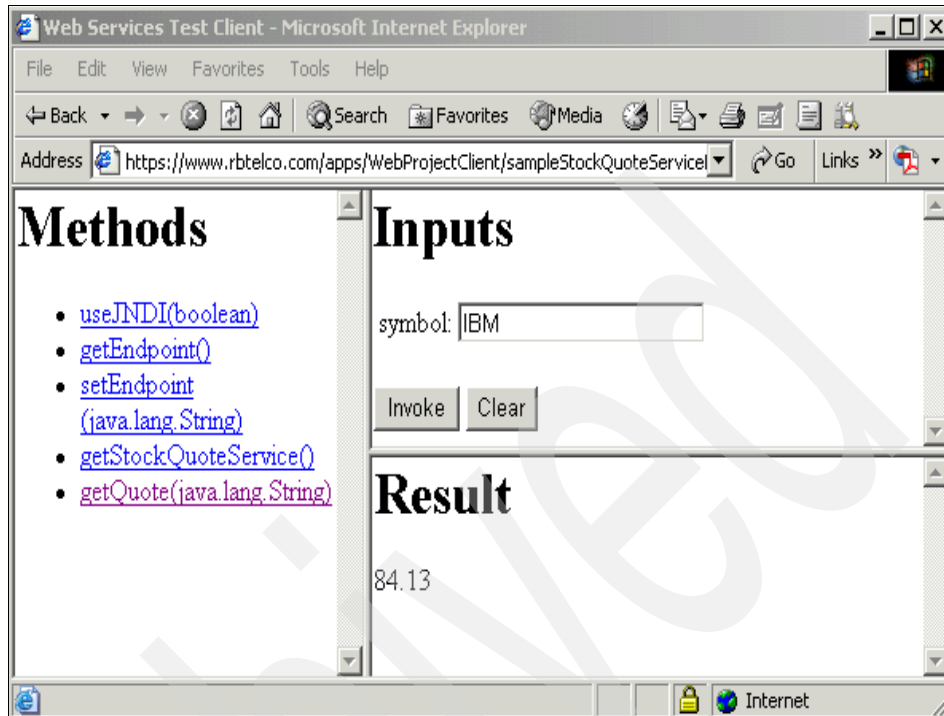 Web Services Test Client - Microsoft Internet Explorer
File Edit View Favorites Tools Help
Back Search Favorites Media
Address https://www.rbtelco.com/apps/WebProjectClient/sampleStockQuoteServicel Go Links »
Methods
useJNDI(boolean)
getEndpoint()
setEndpoint
(java.lang.String)
getStockQuoteService()
getQuote(java.lang.String)
Inputs
symbol: IBM
Invoke Clear
Result
84.13
Internet